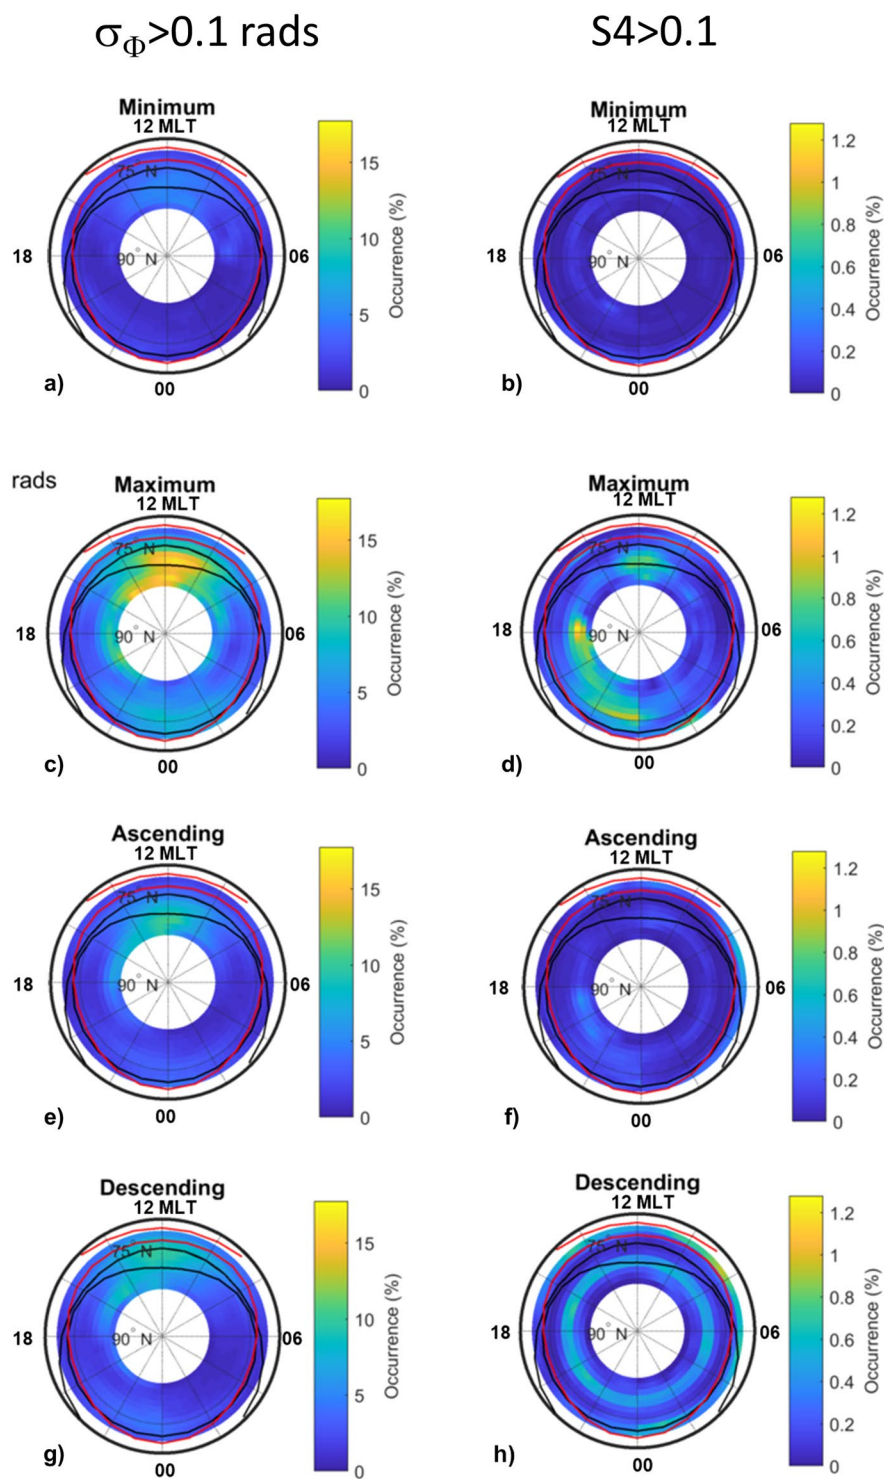 σΦ>0.1 rads S4>0.1
Minimum
12 MLT
75° N
90° N
18
06
00
a)
15
10
5
0
Occurrence (%)
Minimum
12 MLT
75° N
90° N
18
06
00
b)
1.2
1
0.8
0.6
0.4
0.2
0
Occurrence (%)
rads
Maximum
12 MLT
75° N
90° N
18
06
00
c)
15
10
5
0
Occurrence (%)
Maximum
12 MLT
75° N
90° N
18
06
00
d)
1.2
1
0.8
0.6
0.4
0.2
0
Occurrence (%)
Ascending
12 MLT
75° N
90° N
18
06
00
e)
15
10
5
0
Occurrence (%)
Ascending
12 MLT
75° N
90° N
18
06
00
f)
1.2
1
0.8
0.6
0.4
0.2
0
Occurrence (%)
Descending
12 MLT
75° N
90° N
18
06
00
g)
15
10
5
0
Occurrence (%)
Descending
12 MLT
75° N
90° N
18
06
00
h)
1.2
1
0.8
0.6
0.4
0.2
0
Occurrence (%)